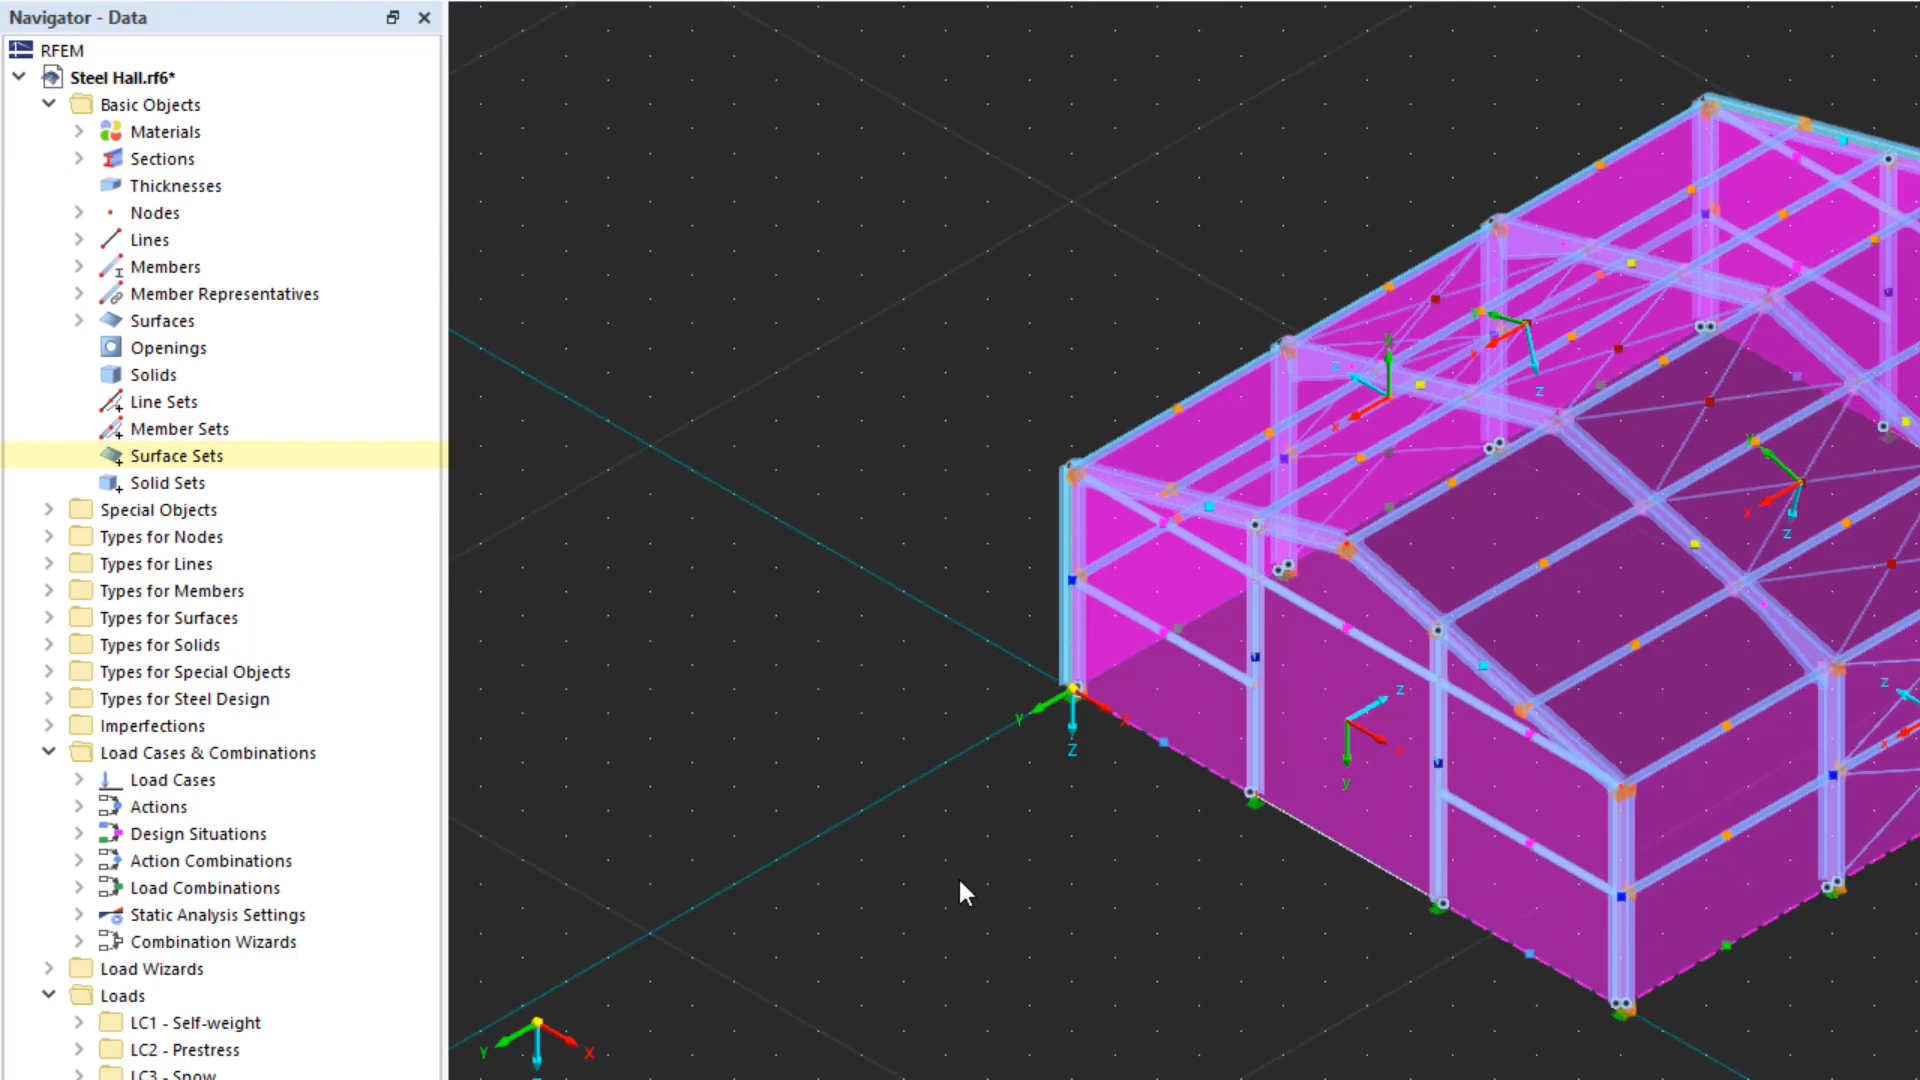 Navigator - Data
RFEM
Steel Hall.rf6*
Basic Objects
Materials
Sections
Thicknesses
Nodes
Lines
Members
Member Representatives
Surfaces
Openings
Solids
Line Sets
Member Sets
Surface Sets
Solid Sets
Special Objects
Types for Nodes
Types for Lines
Types for Members
Types for Surfaces
Types for Solids
Types for Special Objects
Types for Steel Design
Imperfections
Load Cases & Combinations
Load Cases
Actions
Design Situations
Action Combinations
Load Combinations
Static Analysis Settings
Combination Wizards
Load Wizards
Loads
LC1 - Self-weight
LC2 - Prestress
LC3 - Snow
y
z
x
x
z
y
x
z
z
x
Y
X
Z
z
x
y
Y
X